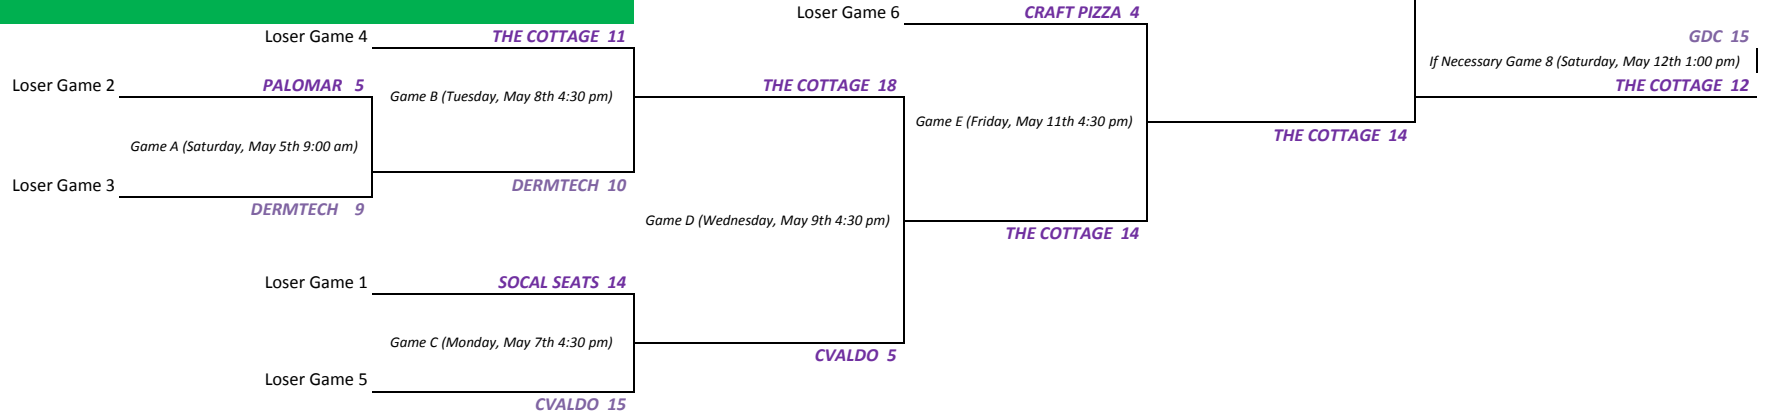 Loser Game 6
CRAFT PIZZA 4
Loser Game 4
THE COTTAGE 11
GDC 15
If Necessary Game 8 (Saturday, May 12th 1:00 pm)
Loser Game 2
PALOMAR 5
Game B (Tuesday, May 8th 4:30 pm)
THE COTTAGE 18
THE COTTAGE 12
Game E (Friday, May 11th 4:30 pm)
THE COTTAGE 14
Game A (Saturday, May 5th 9:00 am)
Loser Game 3
DERMTECH 10
DERMTECH 9
Game D (Wednesday, May 9th 4:30 pm)
THE COTTAGE 14
Loser Game 1
SOCAL SEATS 14
Game C (Monday, May 7th 4:30 pm)
CVALDO 5
Loser Game 5
CVALDO 15